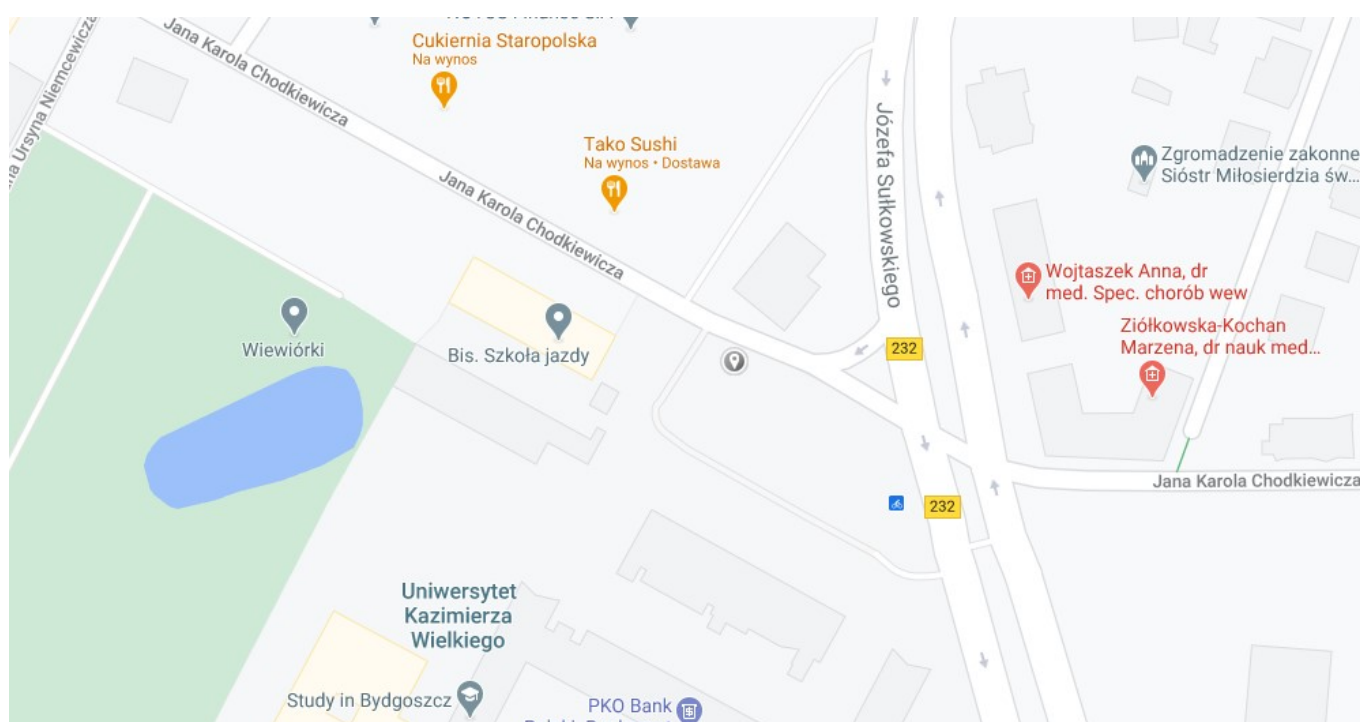 Jana Karola Chodkiewicza
Cukiernia Staropolska
Na wynos
Ursyna Niemcewicza
Józefa Sułkowskiego
Tako Sushi
Na wynos • Dostawa
Zgromadzenie zakonne
Sióstr Miłosierdzia św...
Jana Karola Chodkiewicza
Wojtaszek Anna, dr
med. Spec. chorób wew
Ziółkowska-Kochan
Marzena, dr nauk med...
Wiewiórki
Bis. Szkoła jazdy
232
Jana Karola Chodkiewicza
232
Uniwersytet
Kazimierza
Wielkiego
Study in Bydgoszcz
PKO Bank